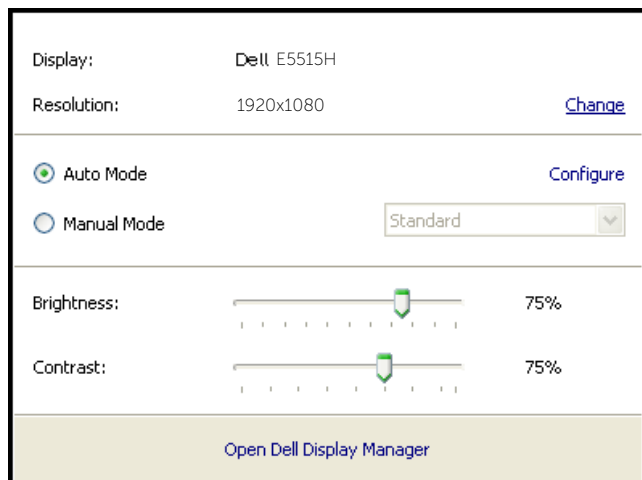 Display: Dell E5515H
Resolution: 1920x1080 Change
Auto Mode Configure
Manual Mode Standard
Brightness: 75%
Contrast: 75%
Open Dell Display Manager